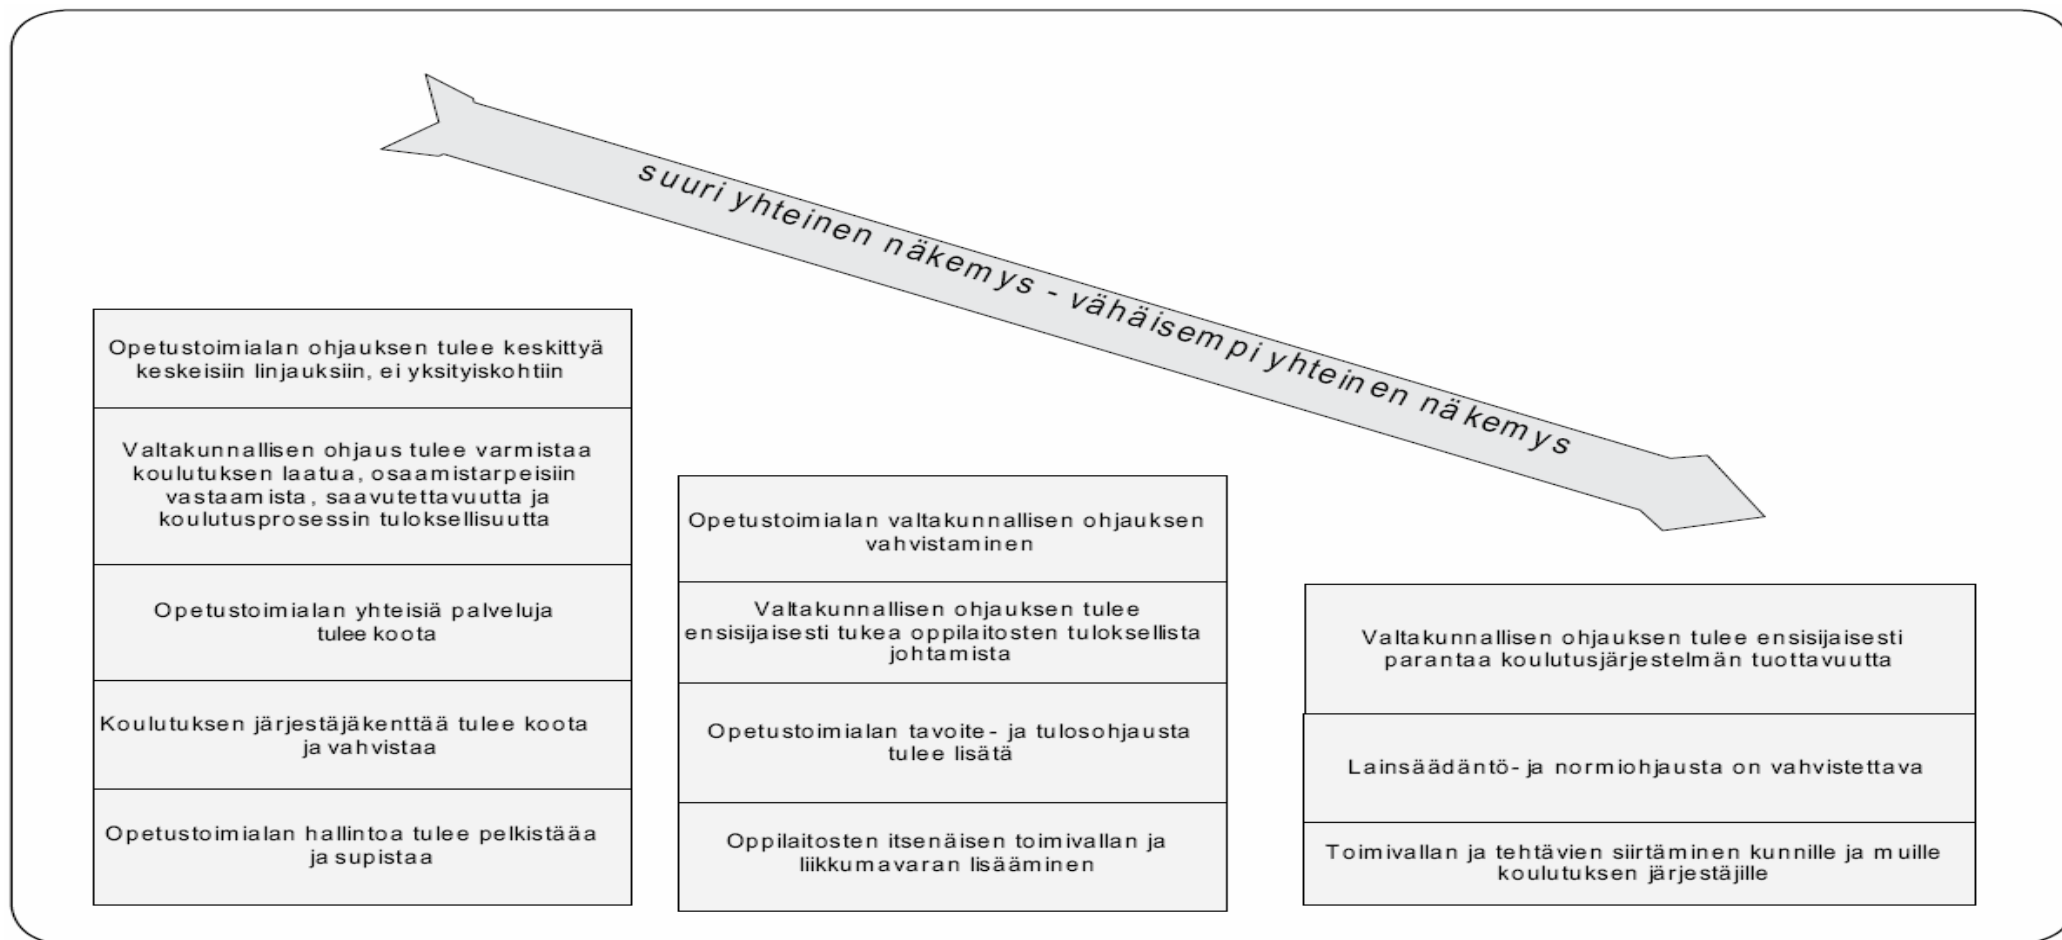 suuri yhteinen näkemys - vähäisempi yhteinen näkemys
Opetustoimialan ohjauksen tulee keskittyä
keskeisiin linjauksiin, ei yksityiskohtiin
Valtakunnallisen ohjaus tulee varmistaa
koulutuksen laatua, osaamistarpeisiin
vastaamista, saavutettavuutta ja
koulutusprosessin tuloksellisuutta
Opetustoimialan yhteisiä palveluja
tulee koota
Koulutuksen järjestäjäkenttää tulee koota
ja vahvistaa
Opetustoimialan hallintoa tulee pelkistääa
ja supistaa
Opetustoimialan valtakunnallisen ohjauksen
vahvistaminen
Valtakunnallisen ohjauksen tulee
ensisijaisesti tukea oppilaitosten tuloksellista
johtamista
Opetustoimialan tavoite- ja tulosohjausta
tulee lisätä
Oppilaitosten itsenäisen toimivallan ja
liikkumavaran lisääminen
Valtakunnallisen ohjauksen tulee ensisijaisesti
parantaa koulutusjärjestelmän tuottavuutta
Lainsäädäntö- ja normiohjausta on vahvistettava
Toimivallan ja tehtävien siirtäminen kunnille ja muille
koulutuksen järjestäjille